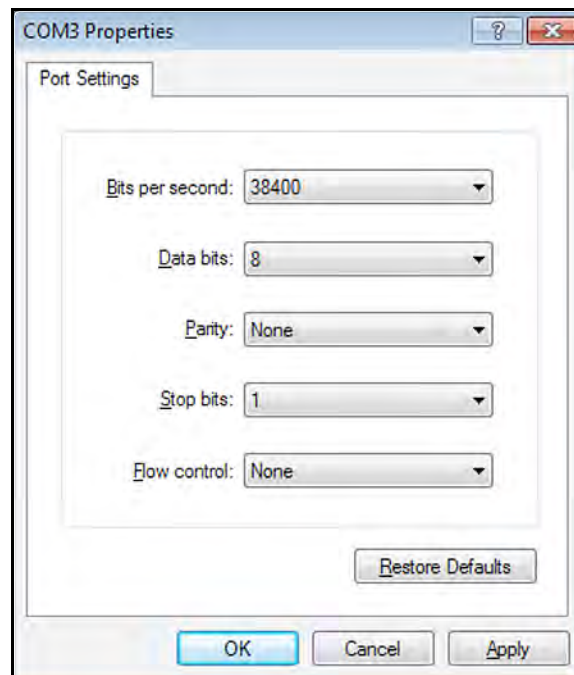 COM3 Properties
Port Settings
Bits per second: 38400
Data bits: 8
Parity: None
Stop bits: 1
Flow control: None
Restore Defaults
OK Cancel Apply